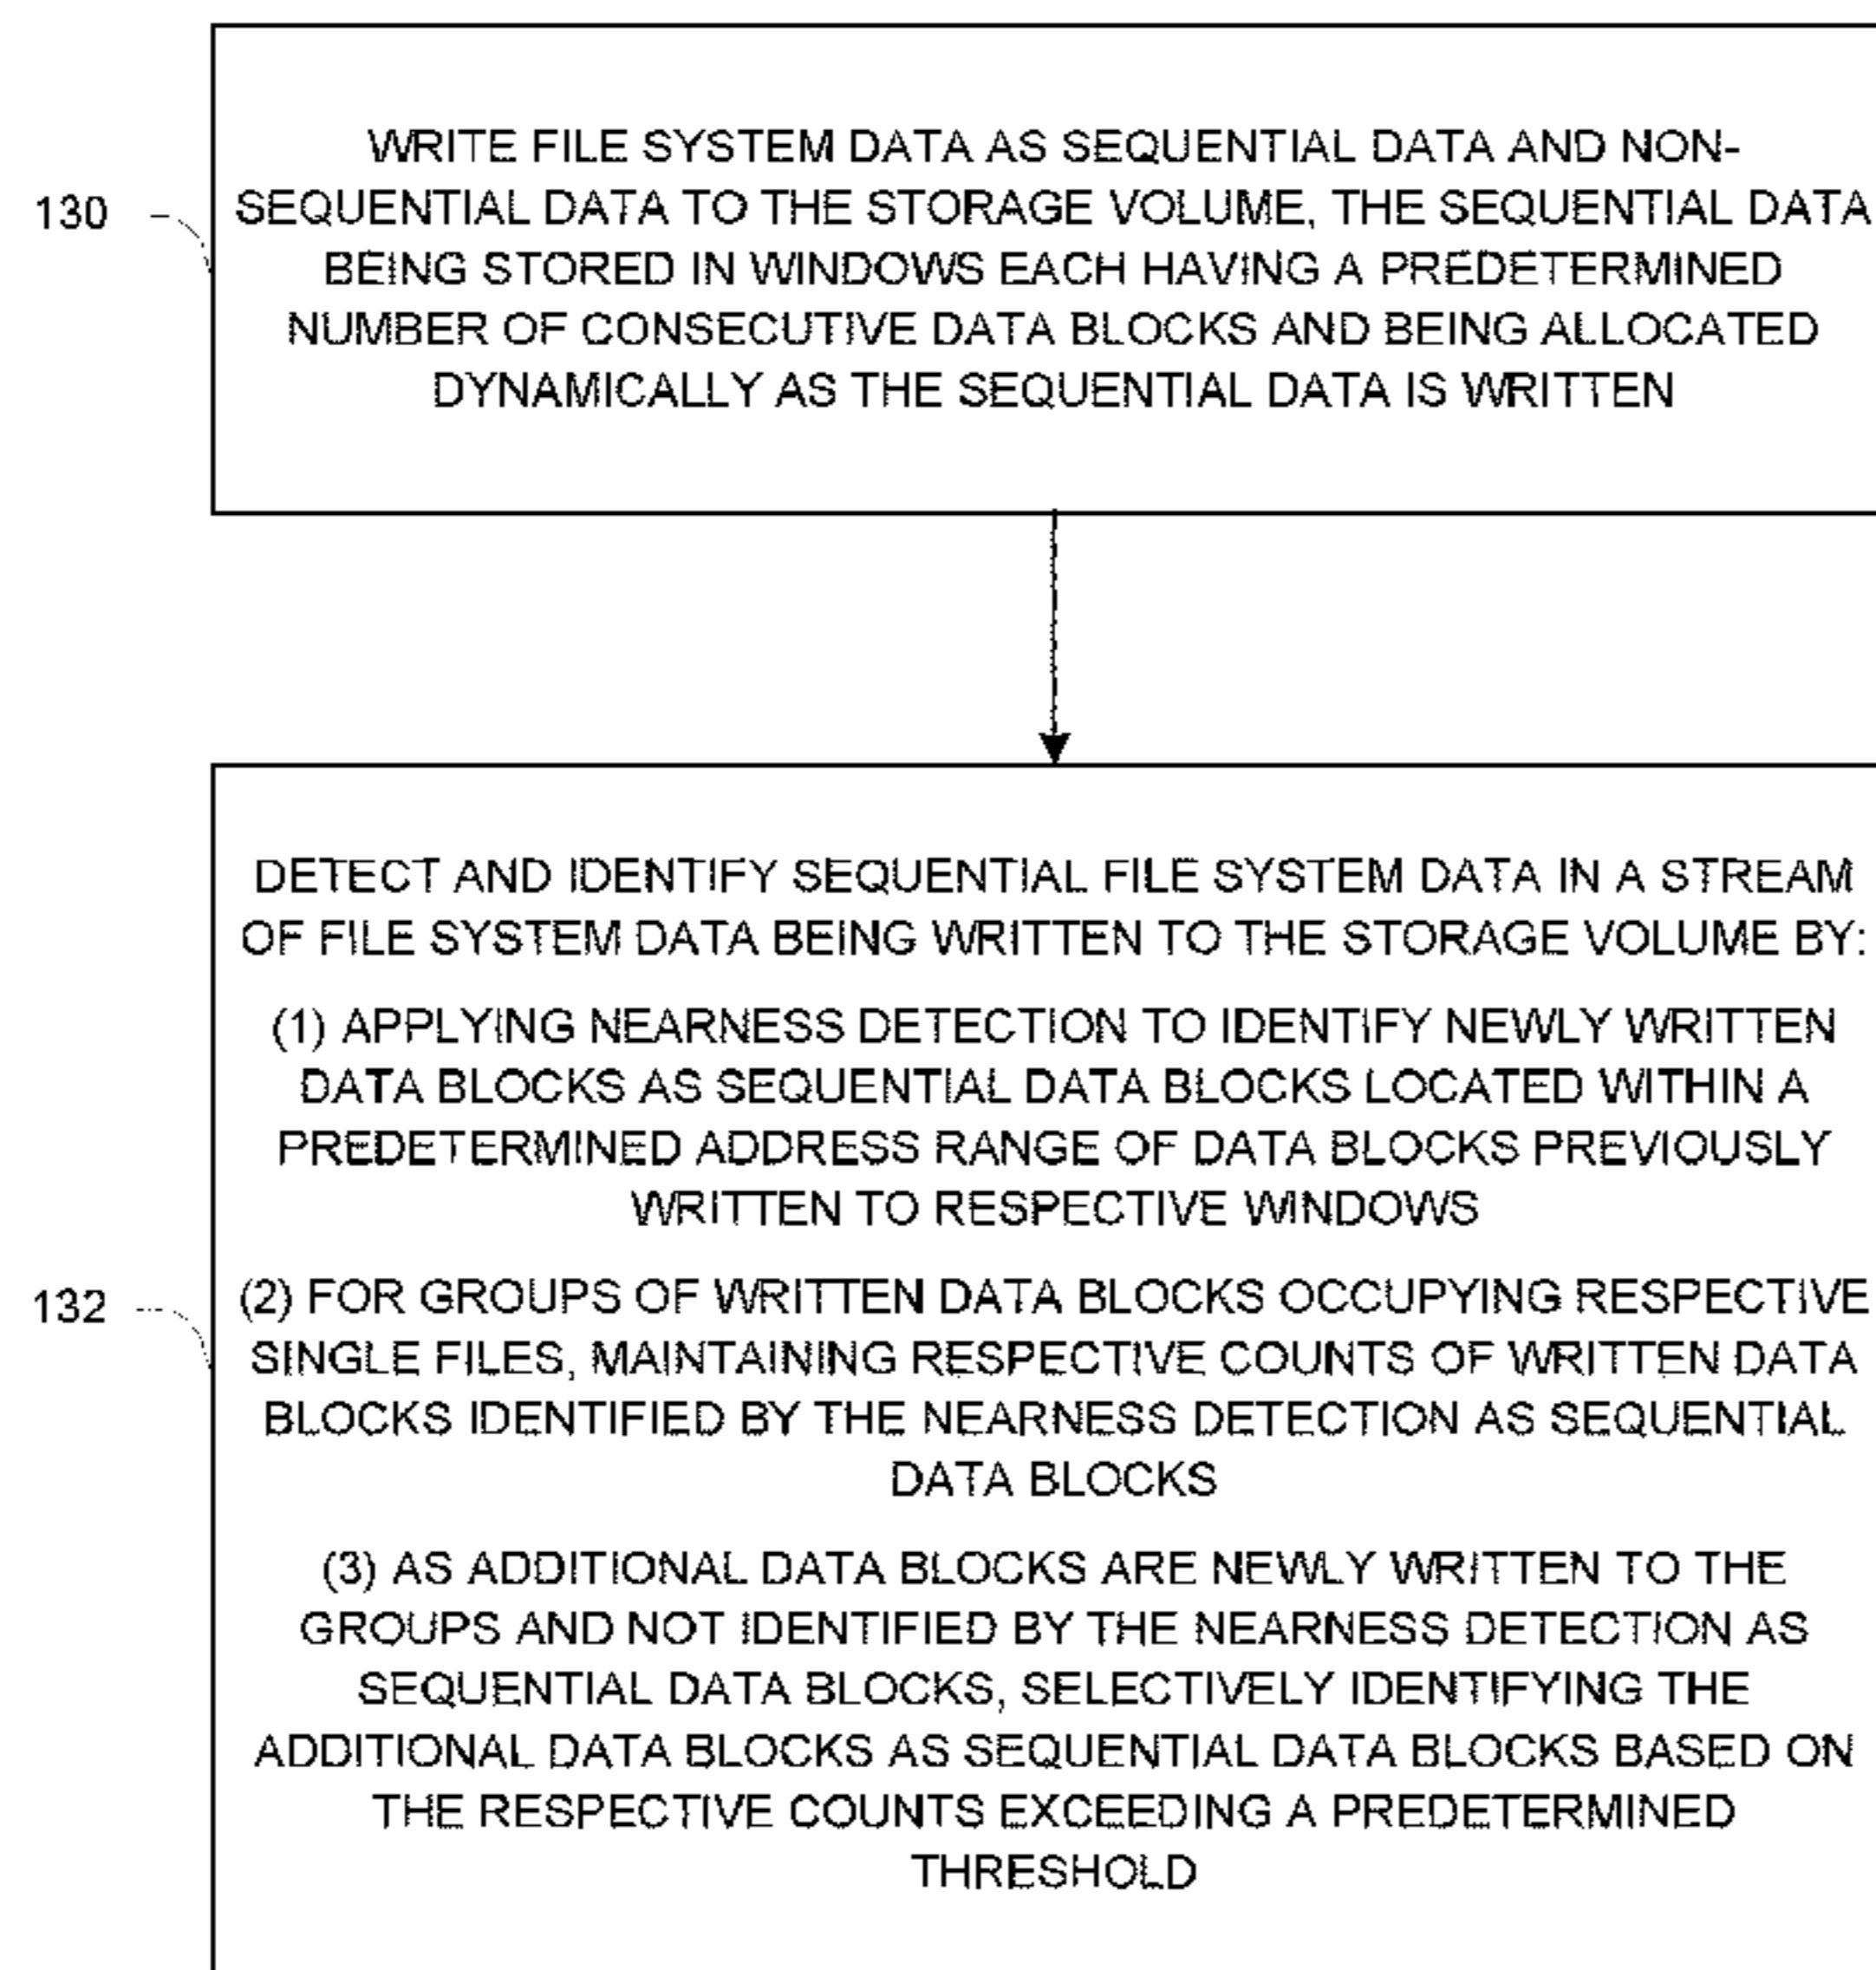 WRITE FILE SYSTEM DATA AS SEQUENTIAL DATA AND NON-
130 SEQUENTIAL DATA TO THE STORAGE VOLUME, THE SEQUENTIAL DATA
BEING STORED IN WINDOWS EACH HAVING A PREDETERMINED
NUMBER OF CONSECUTIVE DATA BLOCKS AND BEING ALLOCATED
DYNAMICALLY AS THE SEQUENTIAL DATA IS WRITTEN
DETECT AND IDENTIFY SEQUENTIAL FILE SYSTEM DATA IN A STREAM
OF FILE SYSTEM DATA BEING WRITTEN TO THE STORAGE VOLUME BY:
(1) APPLYING NEARNESS DETECTION TO IDENTIFY NEWLY WRITTEN
DATA BLOCKS AS SEQUENTIAL DATA BLOCKS LOCATED WITHIN A
PREDETERMINED ADDRESS RANGE OF DATA BLOCKS PREVIOUSLY
WRITTEN TO RESPECTIVE WINDOWS
132 (2) FOR GROUPS OF WRITTEN DATA BLOCKS OCCUPYING RESPECTIVE
SINGLE FILES, MAINTAINING RESPECTIVE COUNTS OF WRITTEN DATA
BLOCKS IDENTIFIED BY THE NEARNESS DETECTION AS SEQUENTIAL
DATA BLOCKS
(3) AS ADDITIONAL DATA BLOCKS ARE NEWLY WRITTEN TO THE
GROUPS AND NOT IDENTIFIED BY THE NEARNESS DETECTION AS
SEQUENTIAL DATA BLOCKS, SELECTIVELY IDENTIFYING THE
ADDITIONAL DATA BLOCKS AS SEQUENTIAL DATA BLOCKS BASED ON
THE RESPECTIVE COUNTS EXCEEDING A PREDETERMINED
THRESHOLD